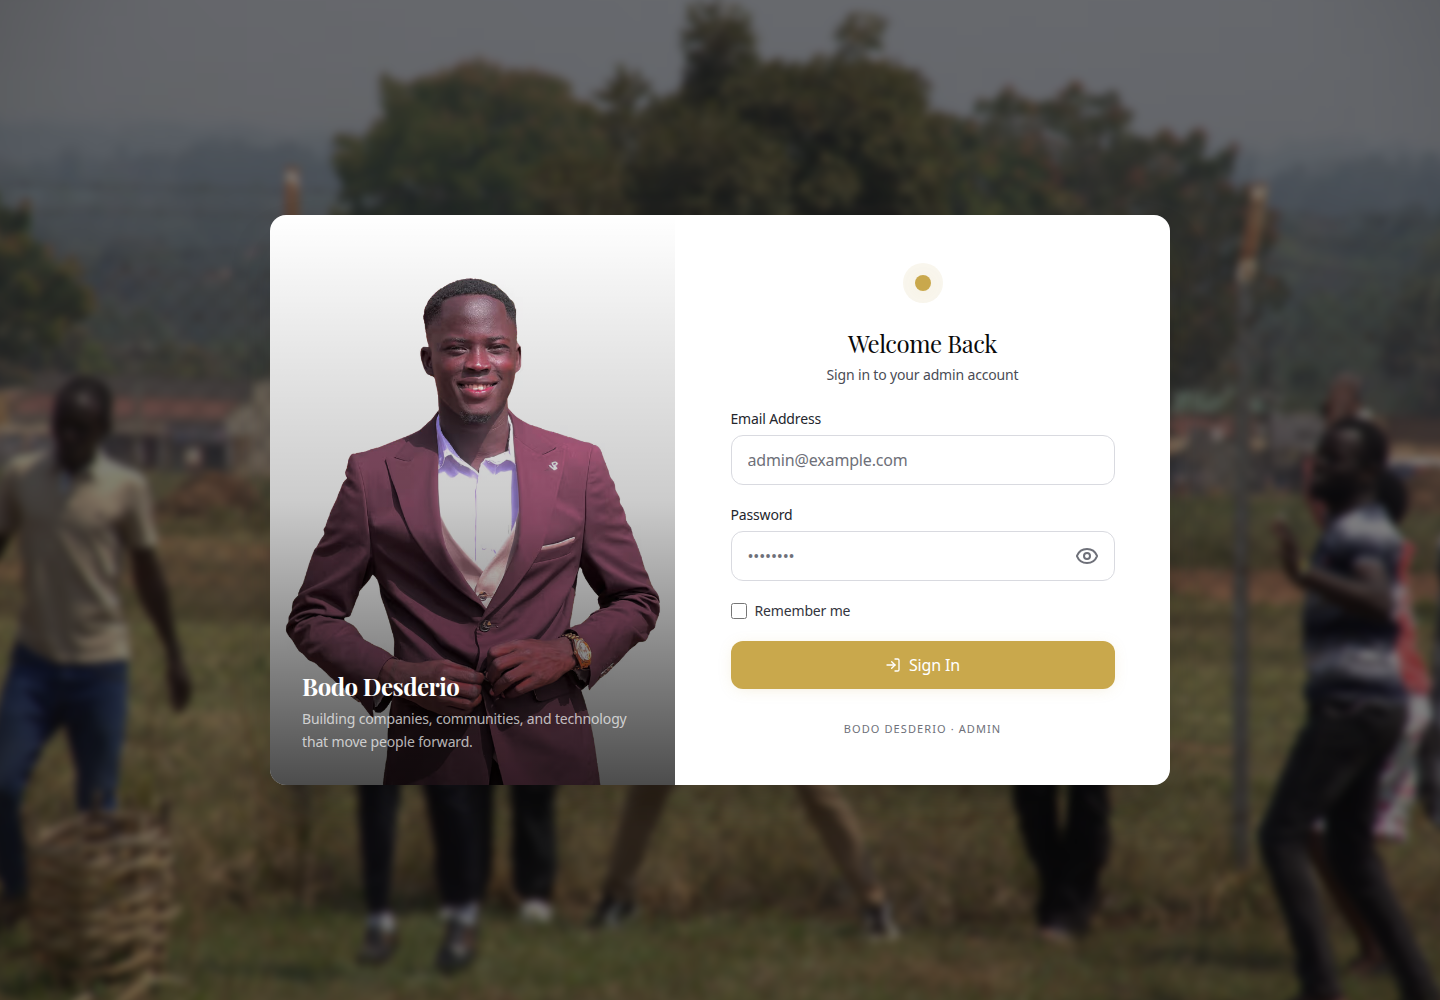 Bodo Desderio
Building companies, communities, and technology
that move people forward.
Welcome Back
Sign in to your admin account
Email Address
admin@example.com
Password
••••••••
Remember me
Sign In
BODO DESDERIO · ADMIN